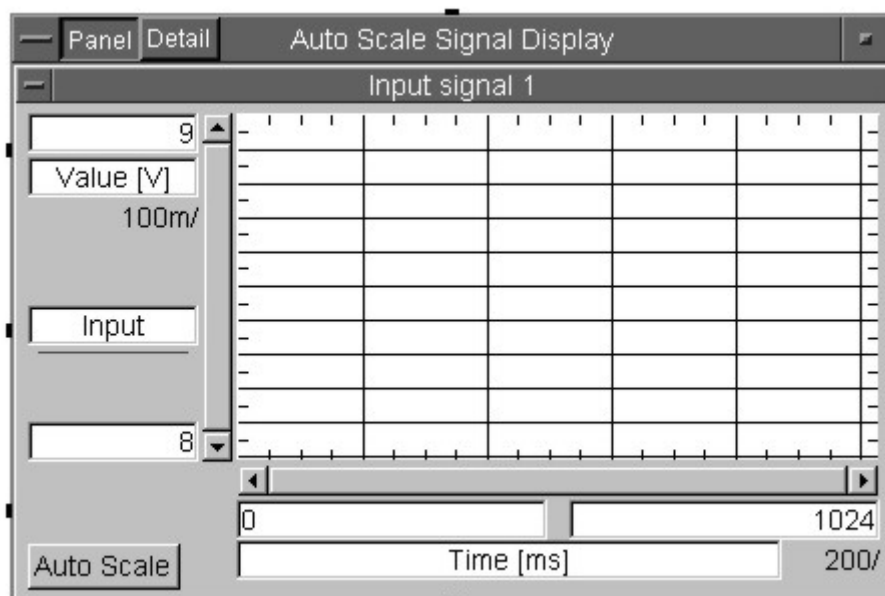 Panel Detail Auto Scale Signal Display
Input signal 1
9
Value [V]
100m/
Input
8
0 1024
Auto Scale Time [ms] 200/